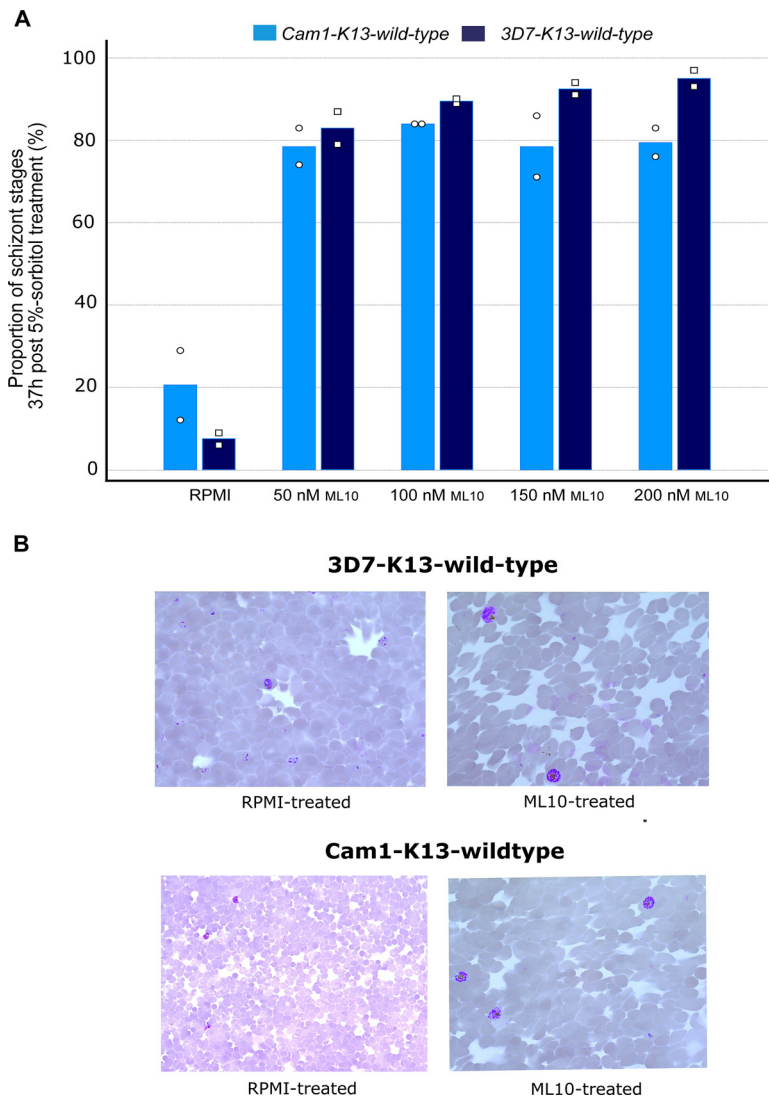 A
Cam1-K13-wild-type 3D7-K13-wild-type
Proportion of schizont stages
37h post 5%-sorbitol treatment (%)
100
80
60
40
20
0
RPMI 50 nM ML10 100 nM ML10 150 nM ML10 200 nM ML10
B
3D7-K13-wild-type
RPMI-treated ML10-treated
Cam1-K13-wildtype
RPMI-treated ML10-treated